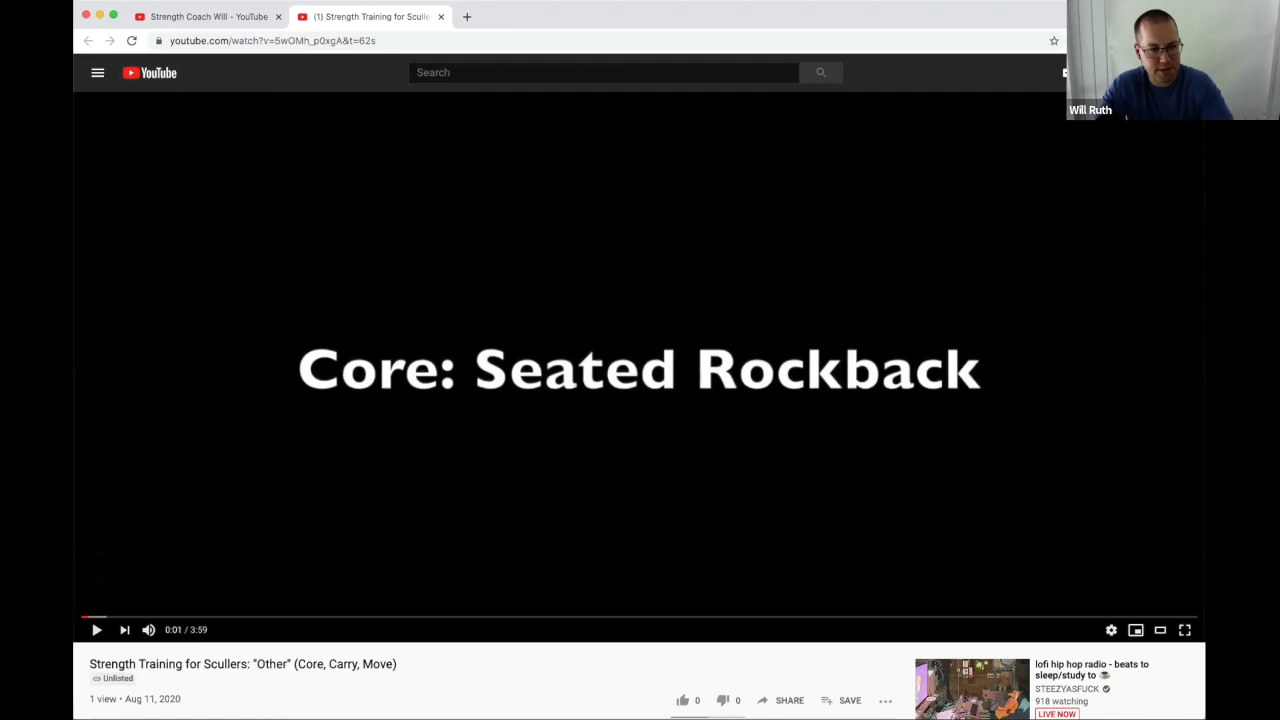 Strength Coach Will - YouTube
(1) Strength Training for Sculle
youtube.com/watch?v=5wOMh_p0xgA&t=62s
YouTube
Search
Will Ruth
Core: Seated Rockback
0:01 / 3:59
Strength Training for Scullers: "Other" (Core, Carry, Move)
Unlisted
1 view • Aug 11, 2020
0
0
SHARE
SAVE
lofi hip hop radio - beats to
sleep/study to
STEEZYASFUCK
918 watching
LIVE NOW